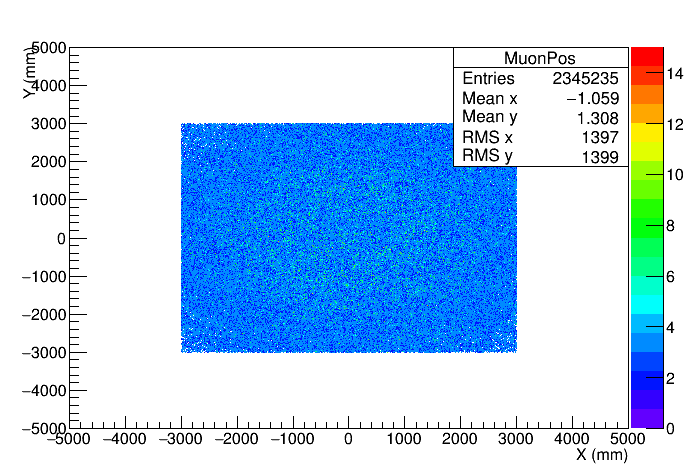 MuonPos
Entries 2345235
Mean x −1.059
Mean y 1.308
RMS x 1397
RMS y 1399
Y (mm)
5000
4000
3000
2000
1000
0
−1000
−2000
−3000
−4000
−5000
−5000 −4000 −3000 −2000 −1000 0 1000 2000 3000 4000 5000
X (mm)
14
12
10
8
6
4
2
0